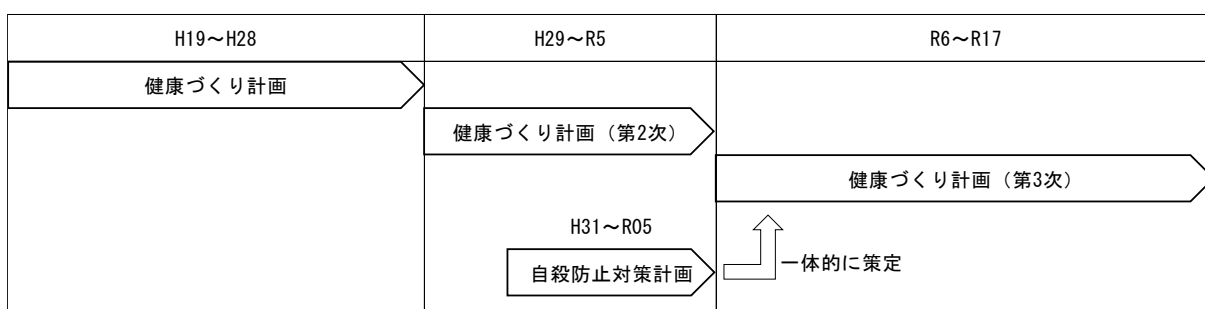 H19～H28
H29～R5
R6～R17
健康づくり計画
健康づくり計画（第2次）
健康づくり計画（第3次）
H31～R05
自殺防止対策計画
一体的に策定